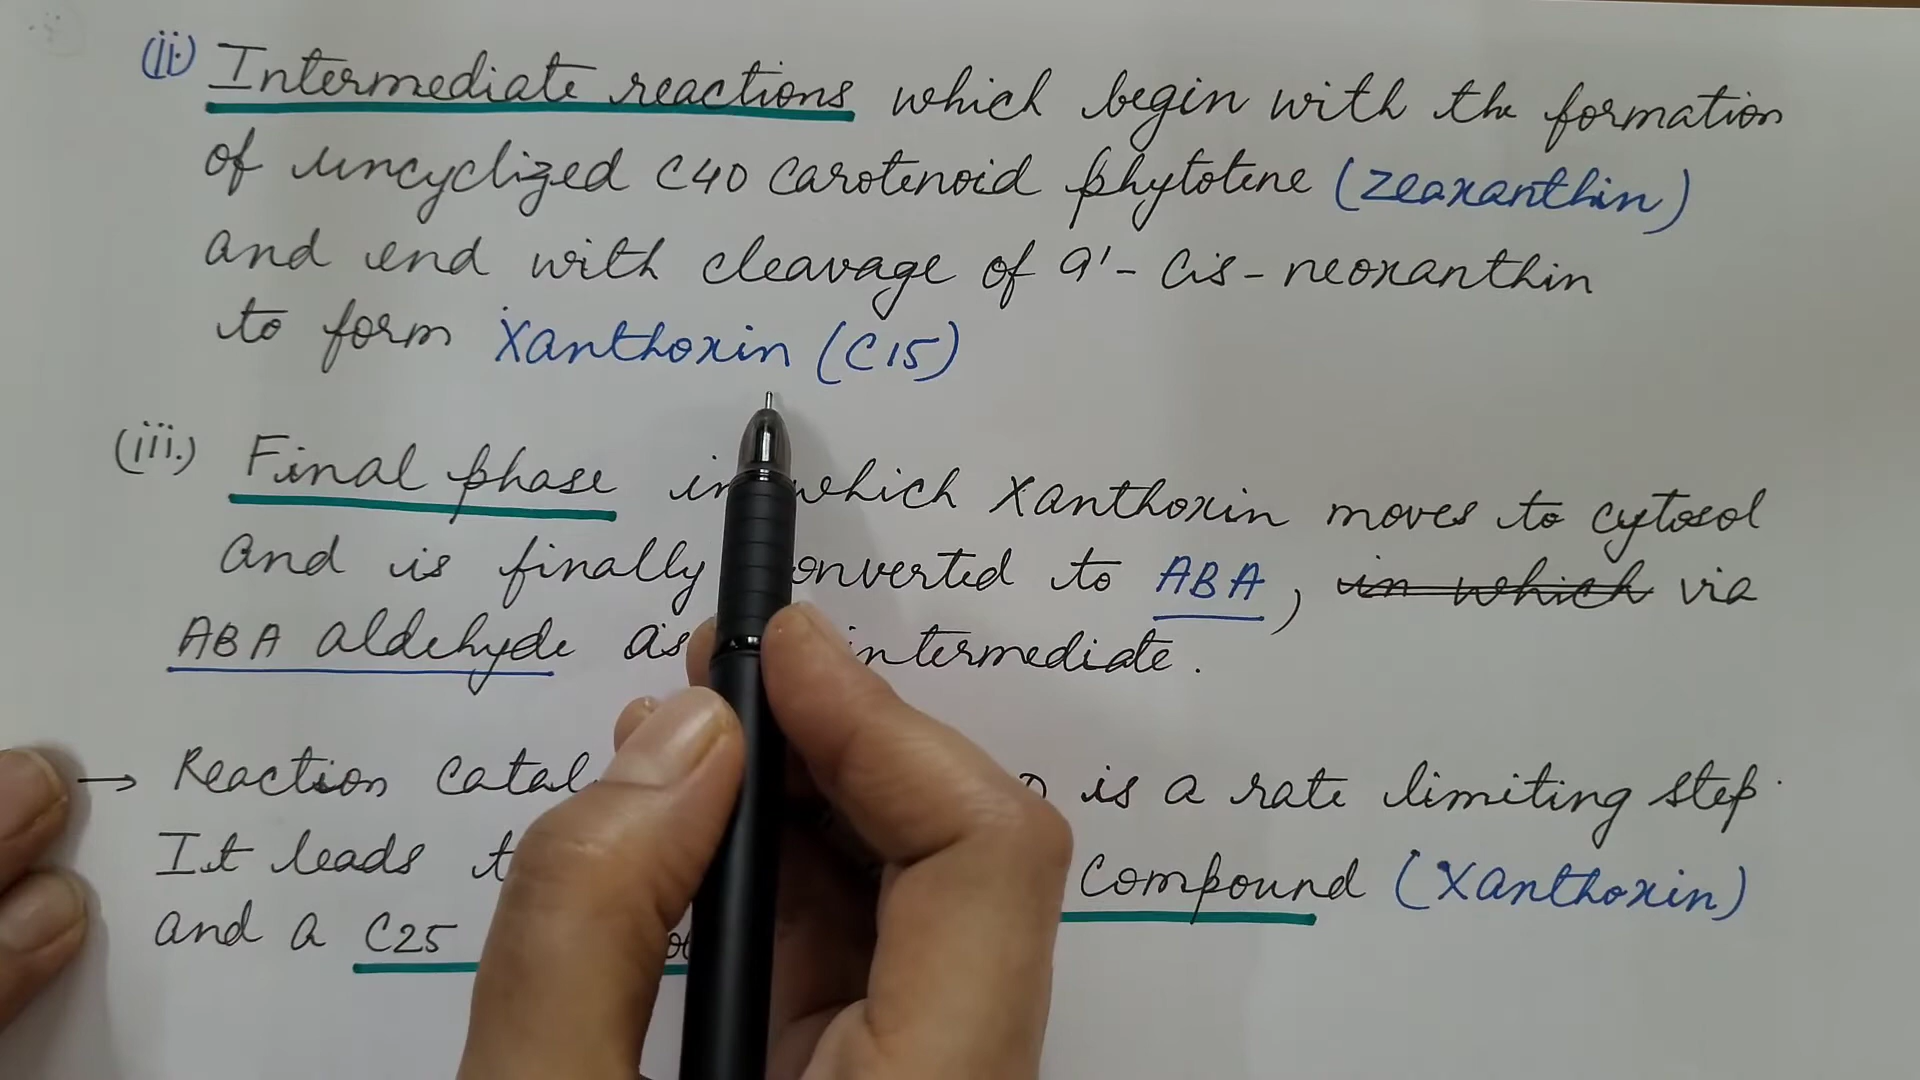 (ii) Intermediate reactions which begin with the formation
of uncyclized C40 carotenoid phytotene (zeaxanthin)
and end with cleavage of 9'-cis-neoxanthin
to form Xanthoxin (C15)
(iii.) Final phase in which Xanthoxin moves to cytosol
and is finally converted to ABA, in which via
ABA aldehyde as intermediate.
→ Reaction is a rate limiting step.
It leads Compound (Xanthoxin)
and a C25